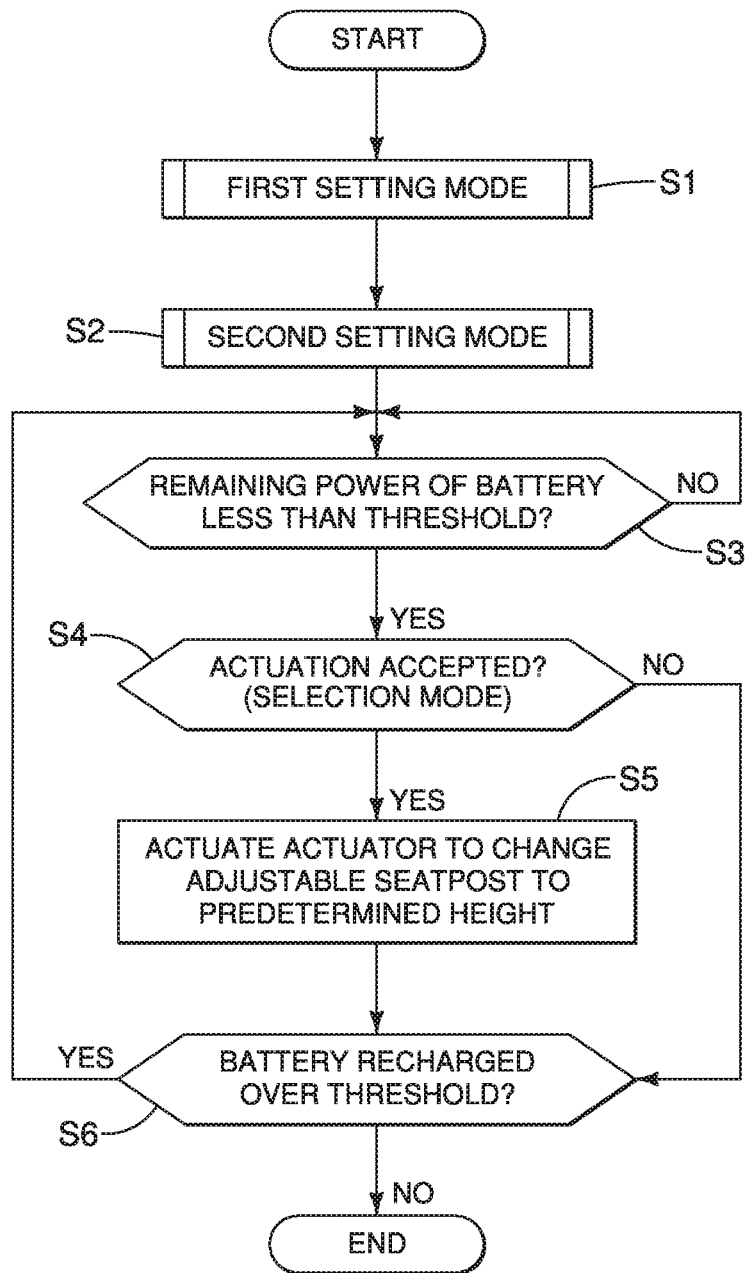 START
FIRST SETTING MODE
S1
S2
SECOND SETTING MODE
REMAINING POWER OF BATTERY
LESS THAN THRESHOLD?
NO
S3
YES
S4
ACTUATION ACCEPTED?
(SELECTION MODE)
NO
YES
S5
ACTUATE ACTUATOR TO CHANGE
ADJUSTABLE SEATPOST TO
PREDETERMINED HEIGHT
YES
BATTERY RECHARGED
OVER THRESHOLD?
S6
NO
END